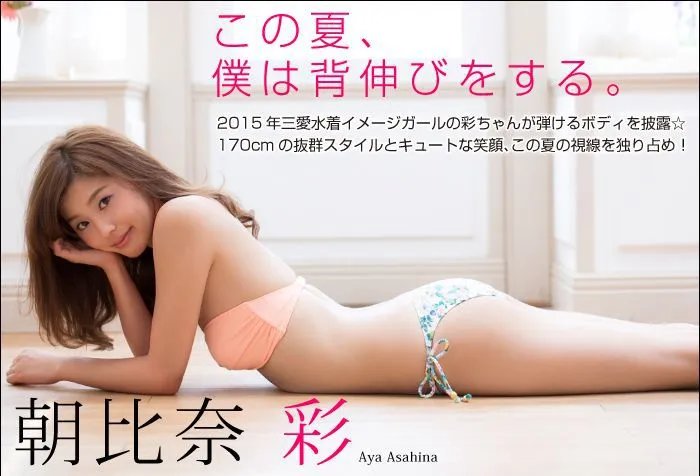 この夏、
僕は背伸びをする。
2015年三愛水着イメージガールの彩ちゃんが弾けるボディを披露☆
170cmの抜群スタイルとキュートな笑顔、この夏の視線を独り占め！
朝比奈 彩 Aya Asahina